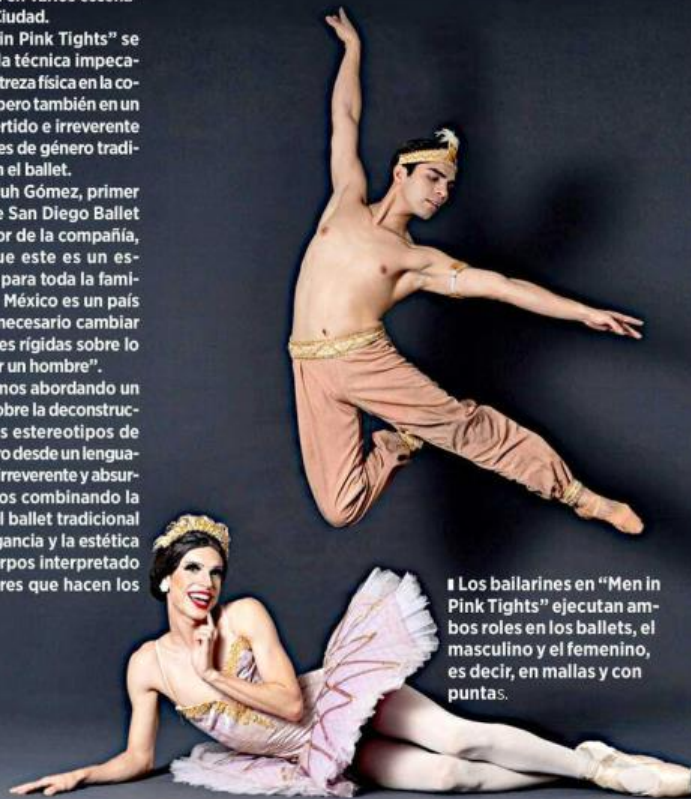 Ciudad.
in Pink Tights” se
la técnica impeca-
treza física en la co-
pero también en un
ertido e irreverente
es de género tradi-
n el ballet.
uh Gómez, primer
e San Diego Ballet
or de la compañía,
ue este es un es-
para toda la fami-
México es un país
necesario cambiar
es rígidas sobre lo
r un hombre”.
mos abordando un
obre la deconstruc-
s estereotipos de
ro desde un lengua-
irreverente y absur-
os combinando la
l ballet tradicional
gancia y la estética
rpos interpretado
res que hacen los
Los bailarines en “Men in
Pink Tights” ejecutan am-
bos roles en los ballets, el
masculino y el femenino,
es decir, en mallas y con
puntas.